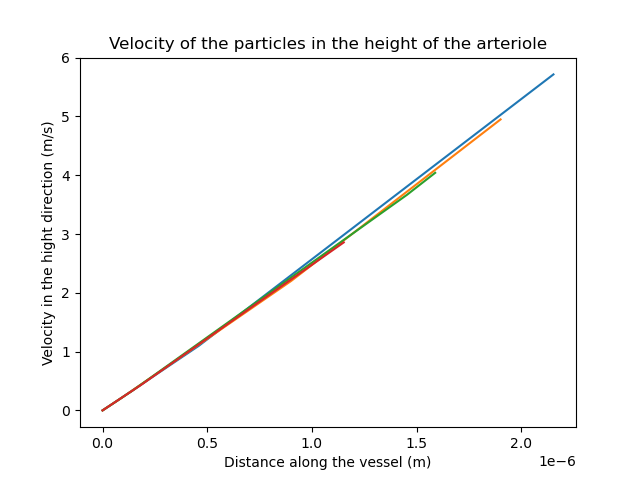 Velocity of the particles in the height of the arteriole
Velocity in the hight direction (m/s)
6
5
4
3
2
1
0
0.0 0.5 1.0 1.5 2.0
1e−6
Distance along the vessel (m)